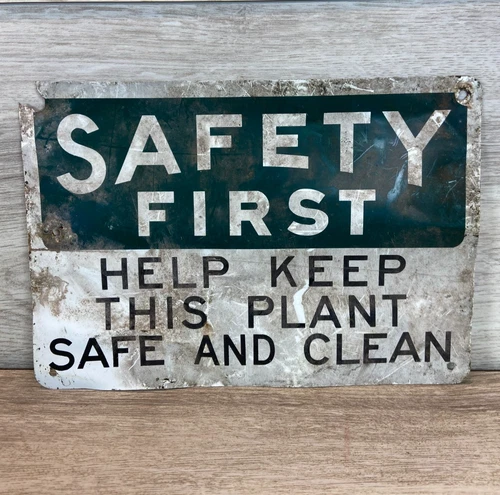 SAFETY
FIRST
HELP KEEP
THIS PLANT
SAFE AND CLEAN